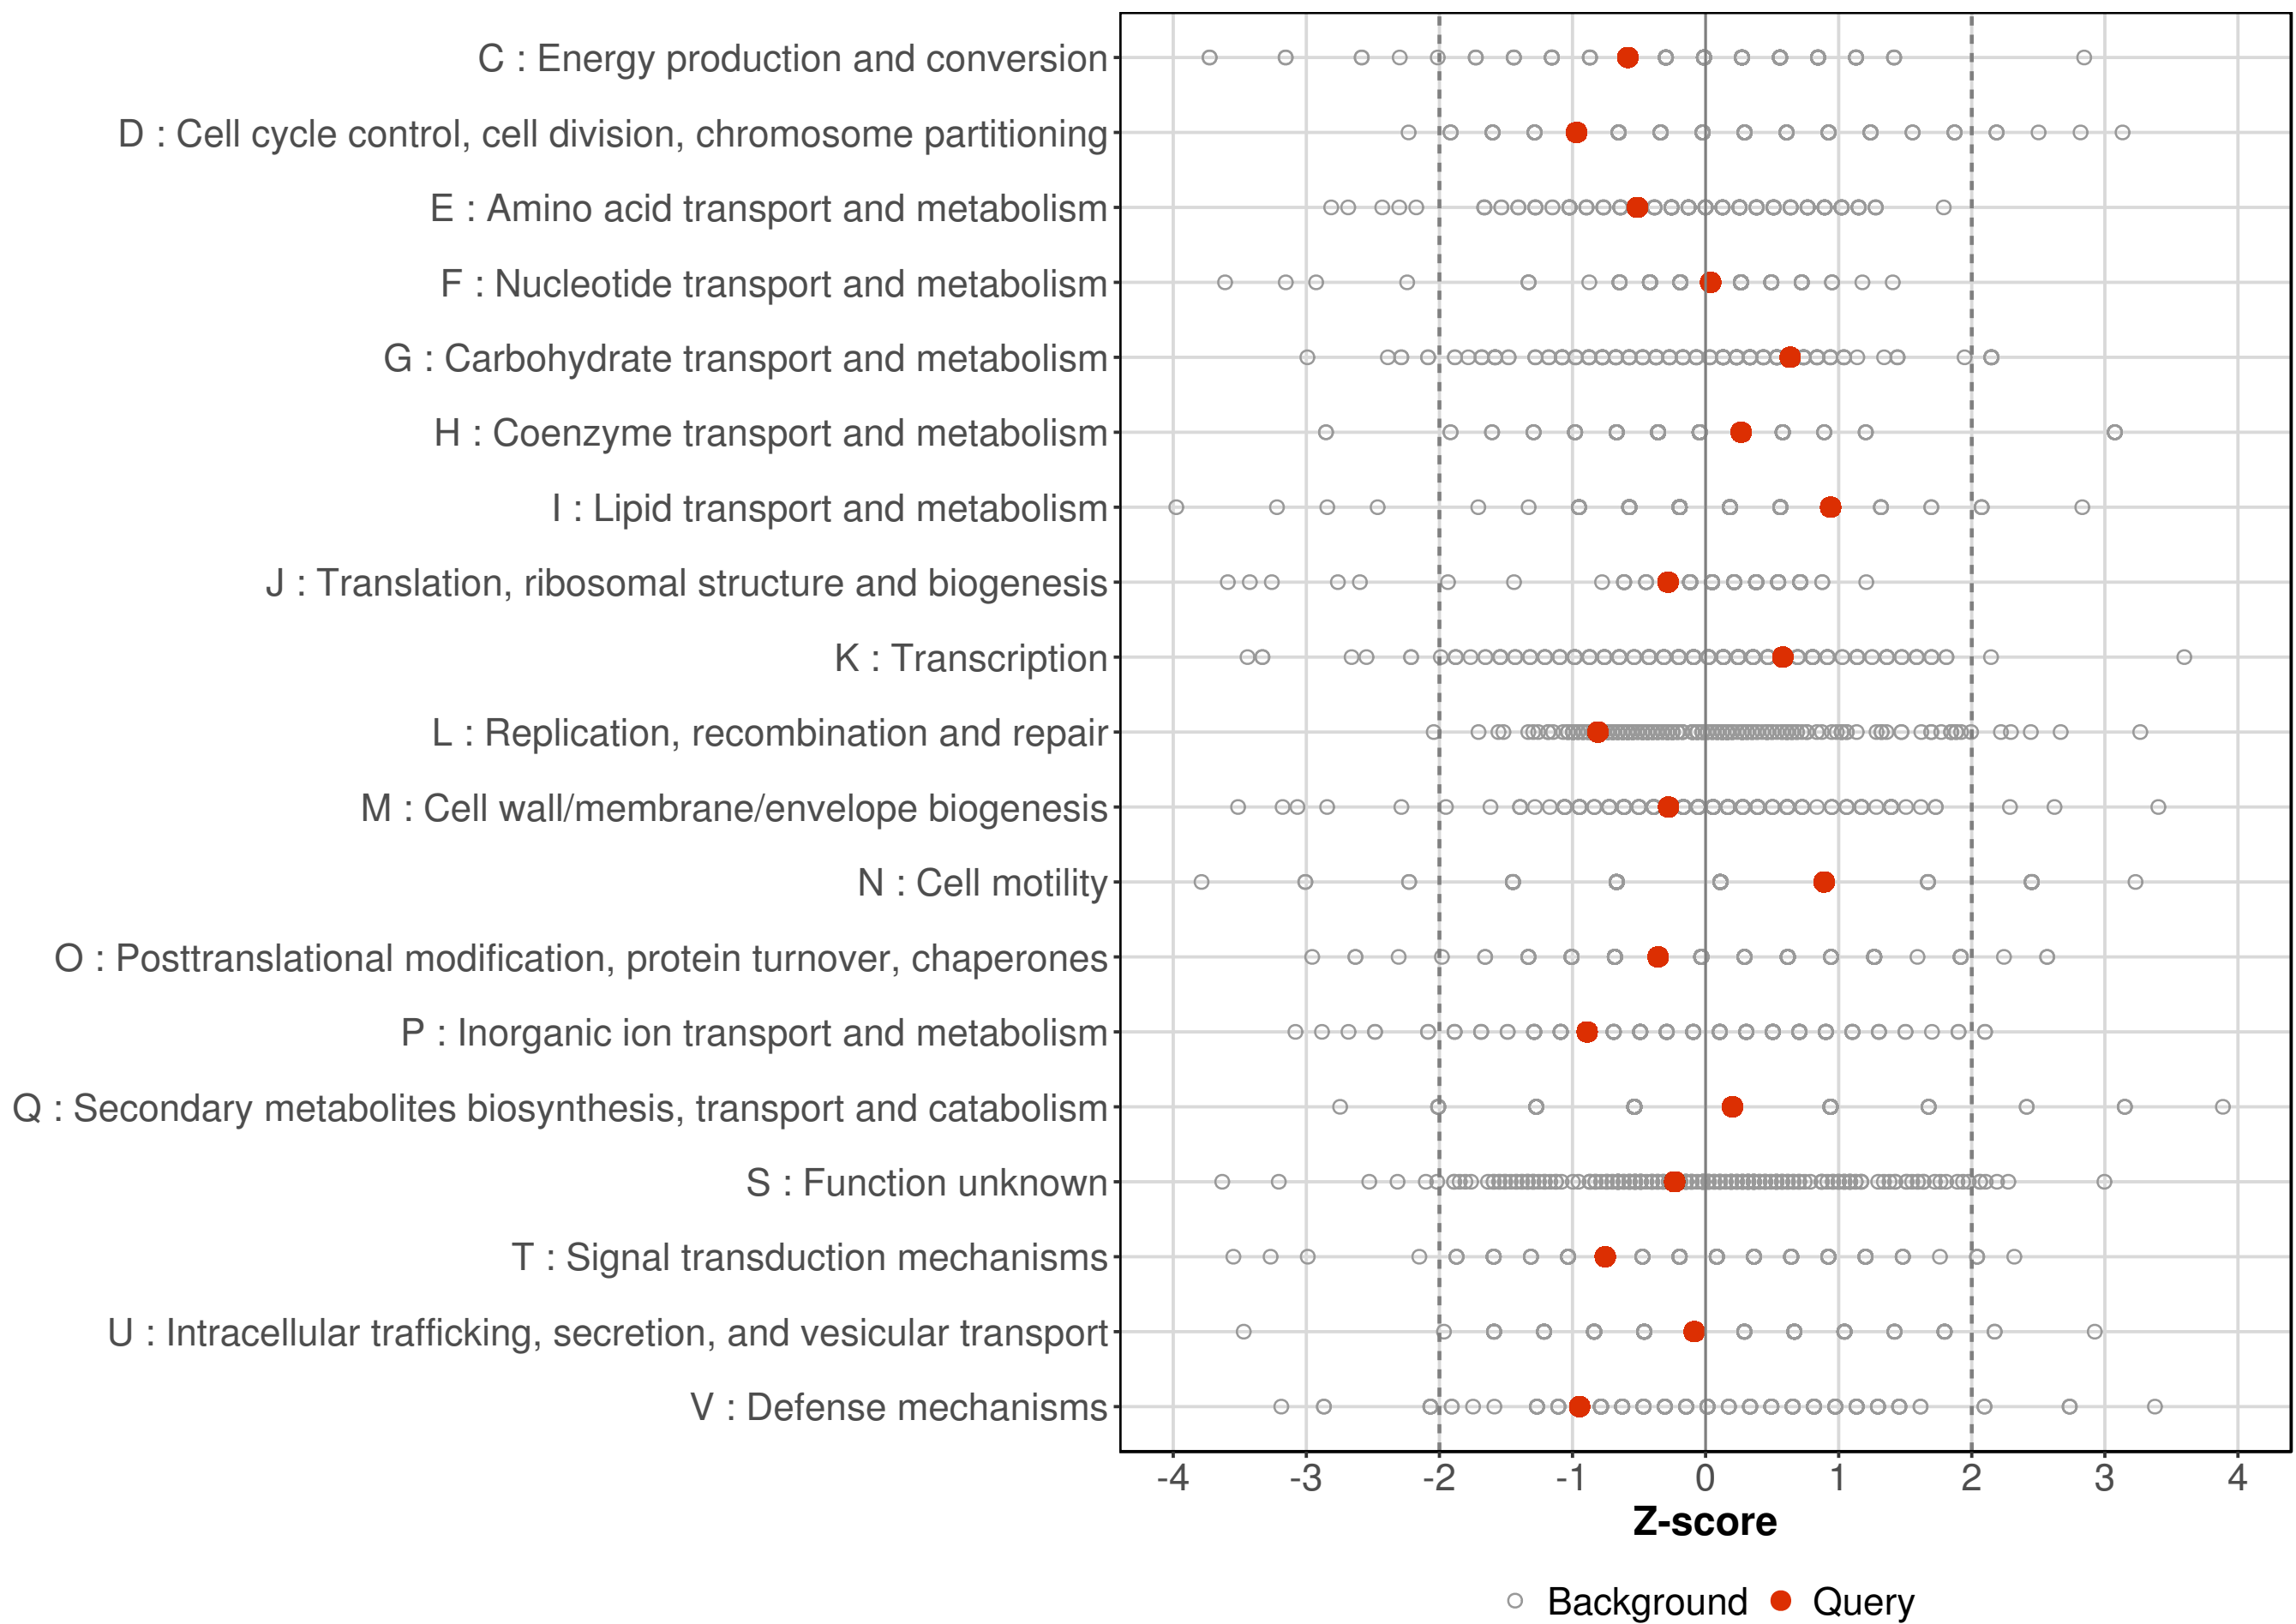 C : Energy production and conversion
D : Cell cycle control, cell division, chromosome partitioning
E : Amino acid transport and metabolism
F : Nucleotide transport and metabolism
G : Carbohydrate transport and metabolism
H : Coenzyme transport and metabolism
I : Lipid transport and metabolism
J : Translation, ribosomal structure and biogenesis
K : Transcription
L : Replication, recombination and repair
M : Cell wall/membrane/envelope biogenesis
N : Cell motility
O : Posttranslational modification, protein turnover, chaperones
P : Inorganic ion transport and metabolism
Q : Secondary metabolites biosynthesis, transport and catabolism
S : Function unknown
T : Signal transduction mechanisms
U : Intracellular trafficking, secretion, and vesicular transport
V : Defense mechanisms
-4 -3 -2 -1 0 1 2 3 4
Z-score
Background Query